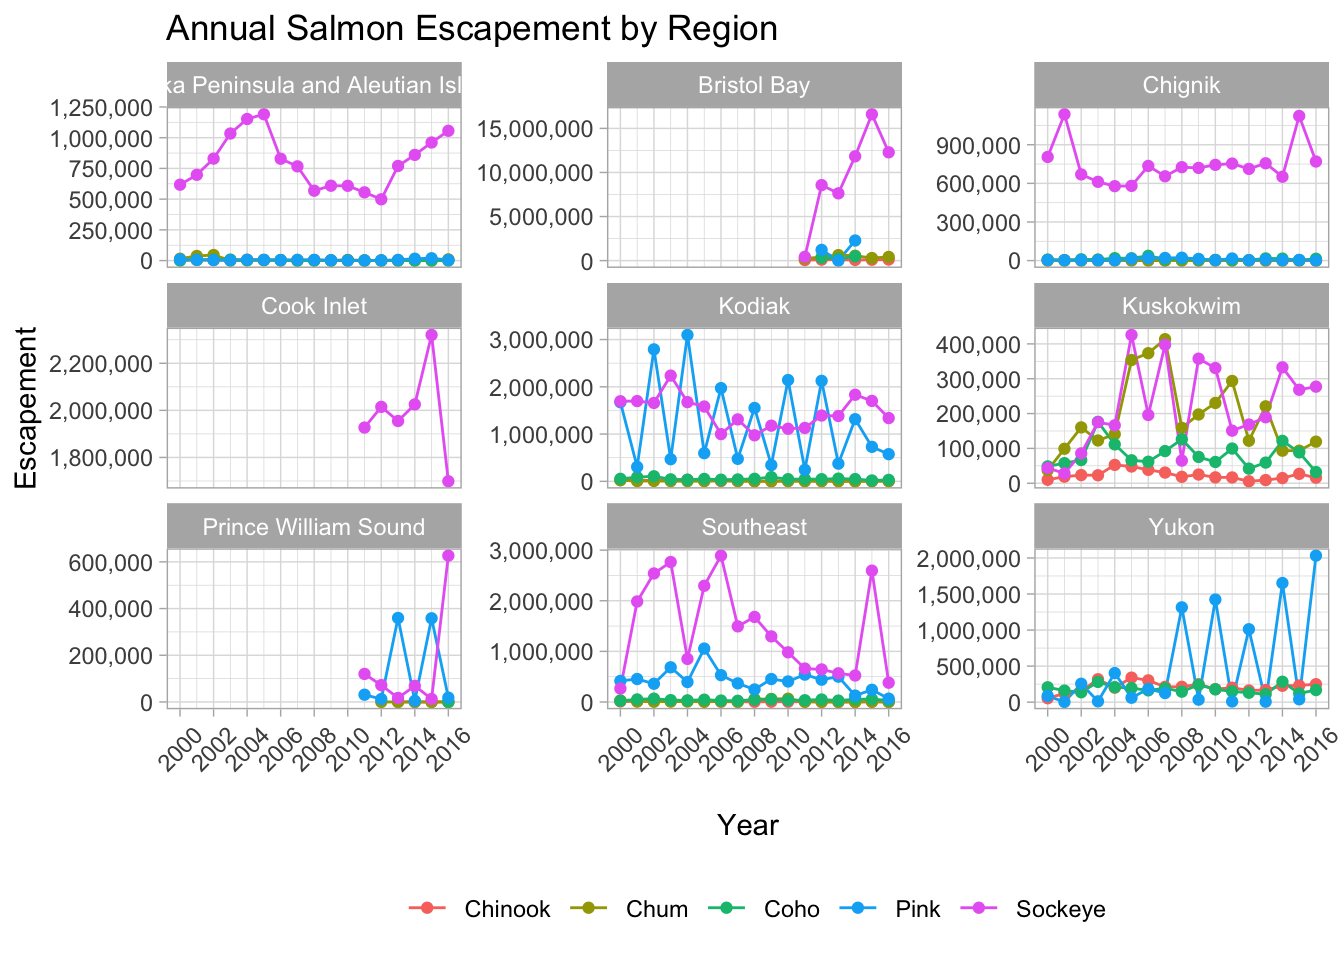 Annual Salmon Escapement by Region
ka Peninsula and Aleutian Isl
Bristol Bay
Chignik
1,250,000
1,000,000
750,000
500,000
250,000
0
15,000,000
10,000,000
5,000,000
0
900,000
600,000
300,000
0
Cook Inlet
Kodiak
Kuskokwim
2,200,000
2,000,000
1,800,000
3,000,000
2,000,000
1,000,000
0
400,000
300,000
200,000
100,000
0
Escapement
Prince William Sound
Southeast
Yukon
600,000
400,000
200,000
0
3,000,000
2,000,000
1,000,000
0
2,000,000
1,500,000
1,000,000
500,000
0
2000 2002 2004 2006 2008 2010 2012 2014 2016
2000 2002 2004 2006 2008 2010 2012 2014 2016
2000 2002 2004 2006 2008 2010 2012 2014 2016
Year
Chinook Chum Coho Pink Sockeye